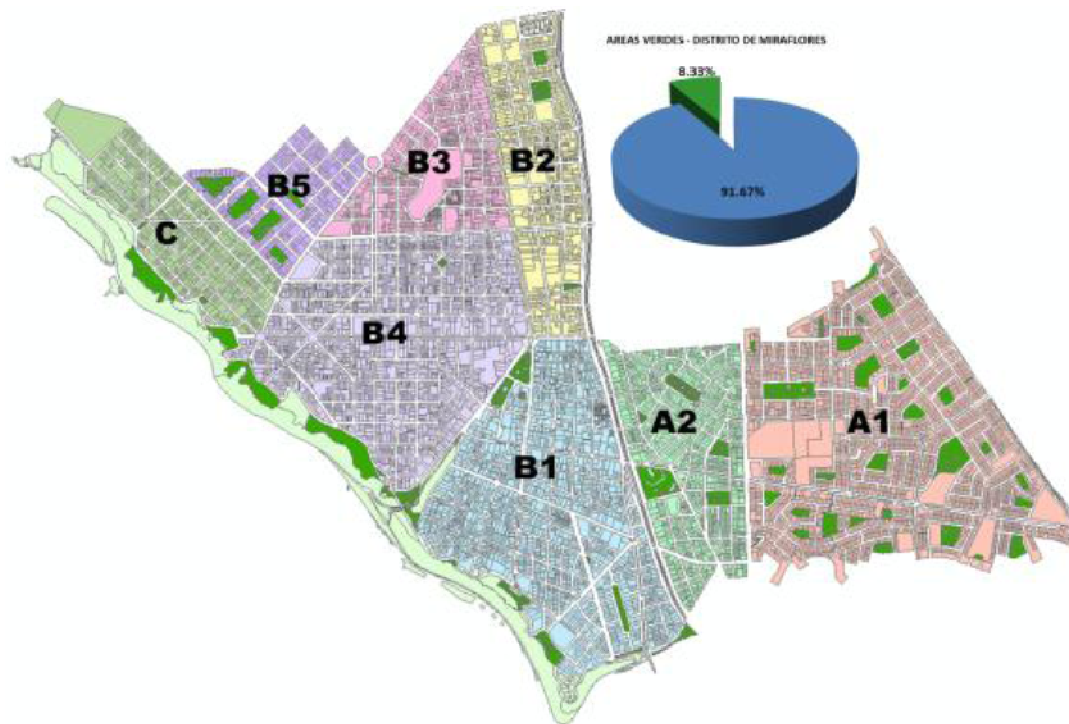 AREAS VERDES - DISTRITO DE MIRAFLORES
8.33%
91.67%
B2
B3
B5
C
B4
A2
A1
B1